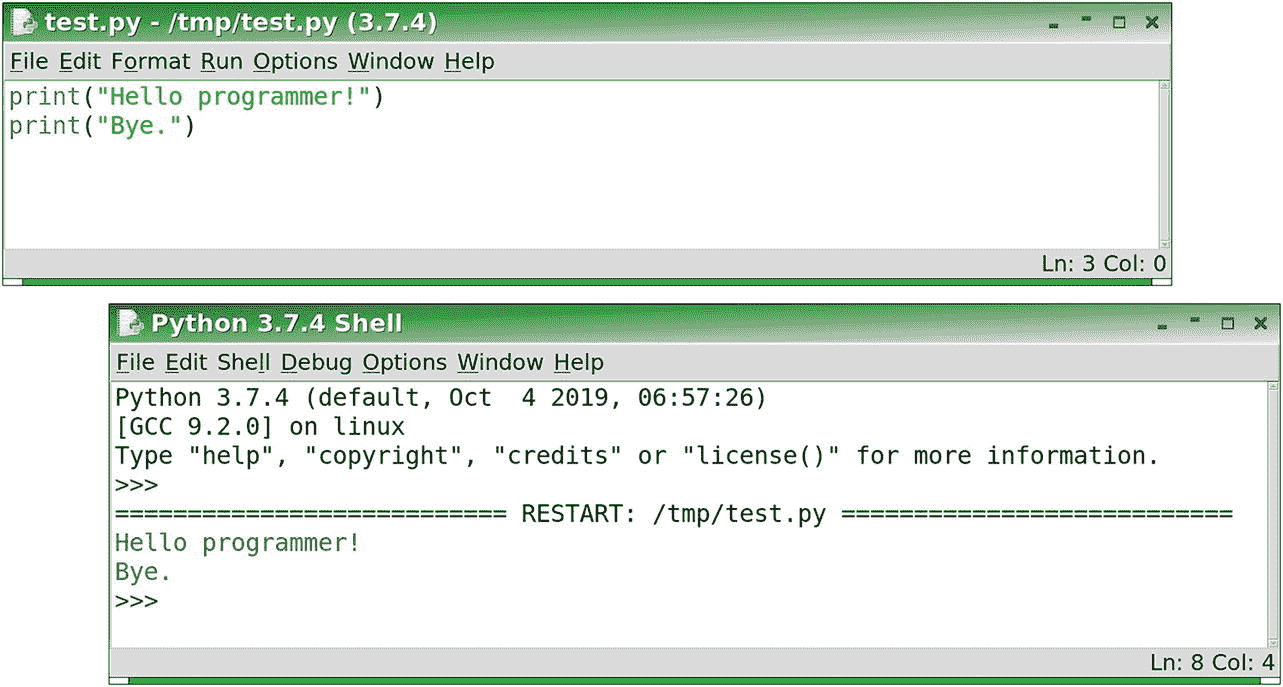 test.py - /tmp/test.py (3.7.4)
File Edit Format Run Options Window Help
print("Hello programmer!")
print("Bye.")
Ln: 3 Col: 0
Python 3.7.4 Shell
File Edit Shell Debug Options Window Help
Python 3.7.4 (default, Oct  4 2019, 06:57:26)
[GCC 9.2.0] on linux
Type "help", "copyright", "credits" or "license()" for more information.
>>>
=========================== RESTART: /tmp/test.py ===========================
Hello programmer!
Bye.
>>>
Ln: 8 Col: 4